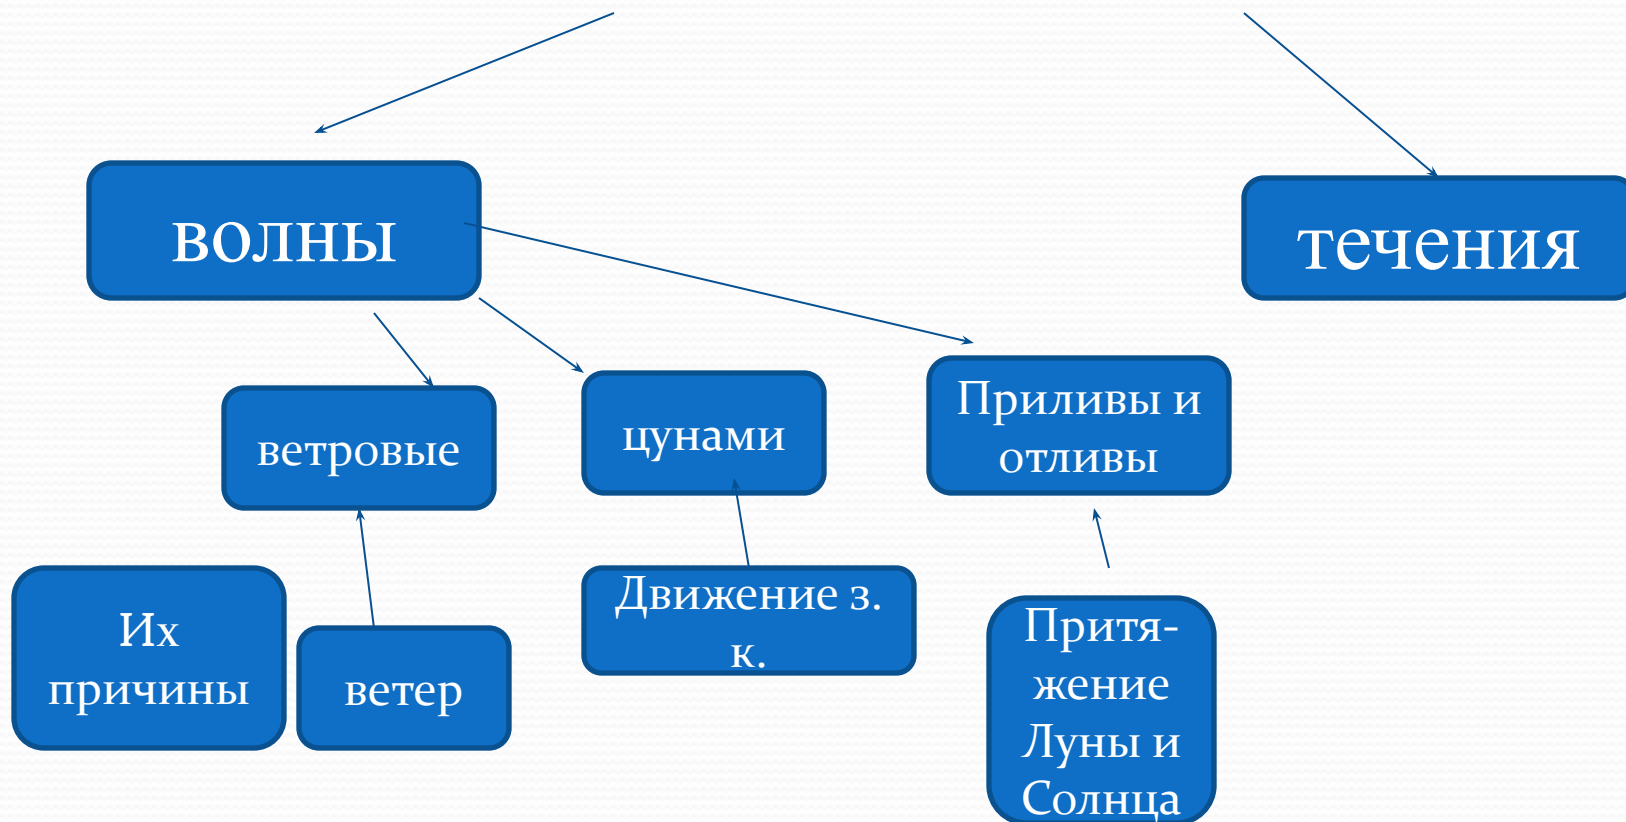 волны
течения
ветровые
цунами
Приливы и
отливы
Их
причины
ветер
Движение з.
к.
Притя-
жение
Луны и
Солнца